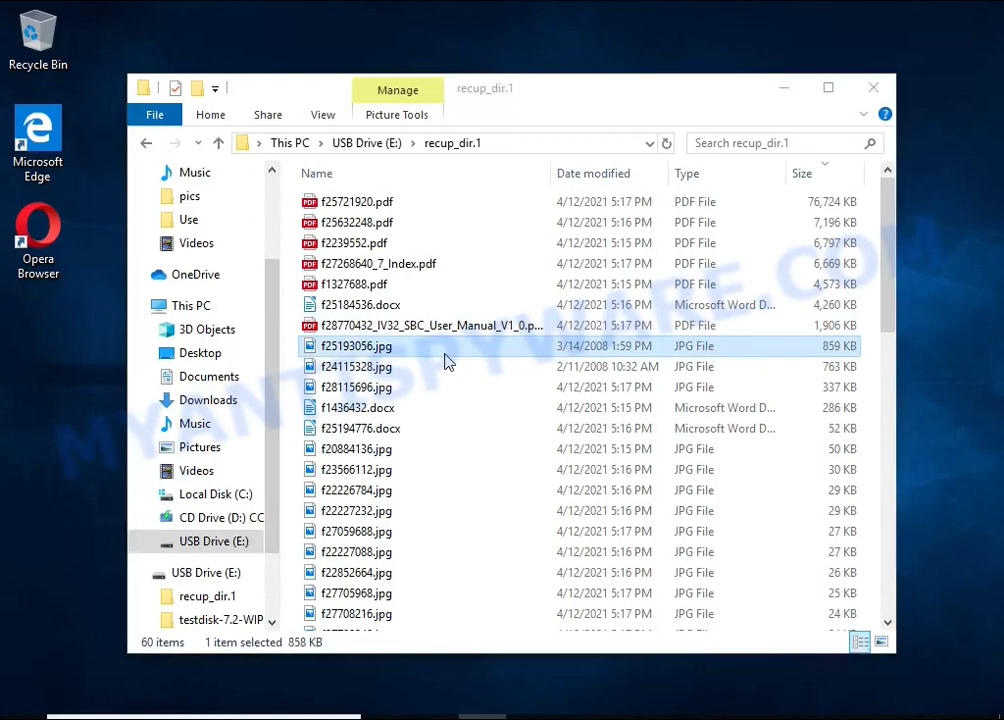 Recycle Bin
Microsoft
Edge
Opera
Browser
Manage
recup_dir.1
File
Home
Share
View
Picture Tools
This PC
USB Drive (E:)
recup_dir.1
Search recup_dir.1
Music
pics
Use
Videos
OneDrive
This PC
3D Objects
Desktop
Documents
Downloads
Music
Pictures
Videos
Local Disk (C:)
CD Drive (D:) CC
USB Drive (E:)
USB Drive (E:)
recup_dir.1
testdisk-7.2-WIP
Name Date modified Type Size
f25721920.pdf 4/12/2021 5:17 PM PDF File 76,724 KB
f25632248.pdf 4/12/2021 5:17 PM PDF File 7,196 KB
f2239552.pdf 4/12/2021 5:15 PM PDF File 6,797 KB
f27268640_7_Index.pdf 4/12/2021 5:17 PM PDF File 6,669 KB
f1327688.pdf 4/12/2021 5:15 PM PDF File 4,573 KB
f25184536.docx 4/12/2021 5:16 PM Microsoft Word D... 4,260 KB
f28770432_IV32_SBC_User_Manual_V1_0.p... 4/12/2021 5:17 PM PDF File 1,906 KB
f25193056.jpg 3/14/2008 1:59 PM JPG File 859 KB
f24115328.jpg 2/11/2008 10:32 AM JPG File 763 KB
f28115696.jpg 4/12/2021 5:17 PM JPG File 337 KB
f1436432.docx 4/12/2021 5:15 PM Microsoft Word D... 286 KB
f25194776.docx 4/12/2021 5:16 PM Microsoft Word D... 52 KB
f20884136.jpg 4/12/2021 5:15 PM JPG File 50 KB
f23566112.jpg 4/12/2021 5:16 PM JPG File 30 KB
f22226784.jpg 4/12/2021 5:16 PM JPG File 29 KB
f22227232.jpg 4/12/2021 5:16 PM JPG File 29 KB
f27059688.jpg 4/12/2021 5:17 PM JPG File 27 KB
f22227088.jpg 4/12/2021 5:16 PM JPG File 27 KB
f22852664.jpg 4/12/2021 5:16 PM JPG File 26 KB
f27705968.jpg 4/12/2021 5:17 PM JPG File 25 KB
f27708216.jpg 4/12/2021 5:17 PM JPG File 24 KB
60 items 1 item selected 858 KB
MYANTISPYWARE.COM